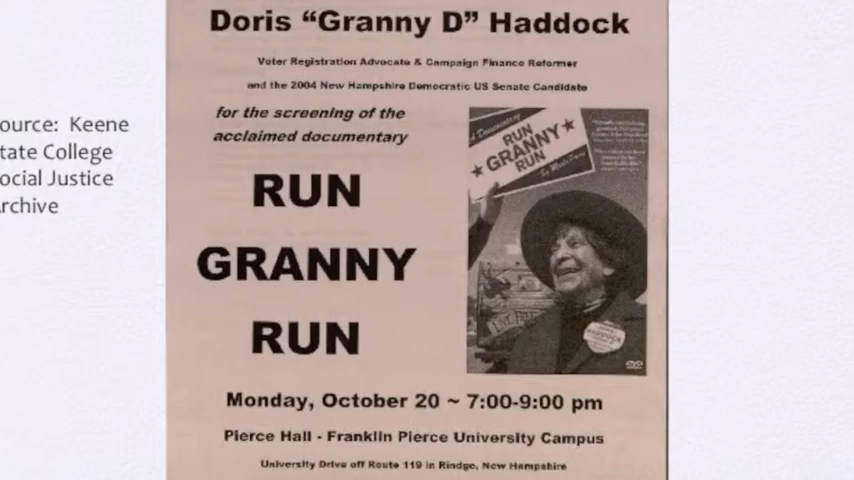 Doris “Granny D” Haddock
Voter Registration Advocate & Campaign Finance Reformer
and the 2004 New Hampshire Democratic US Senate Candidate
for the screening of the
acclaimed documentary
RUN
GRANNY
RUN
Monday, October 20 ~ 7:00-9:00 pm
Pierce Hall - Franklin Pierce University Campus
University Drive off Route 119 in Rindge, New Hampshire
ource: Keene
tate College
ocial Justice
rchive
Documentary
RUN
GRANNY
RUN
HADDOCK
DVD